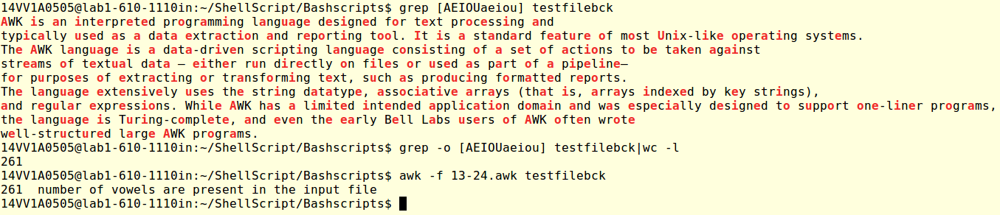 14VV1A0505@lab1-610-1110in:~/ShellScript/Bashscripts$ grep [AEIOUaeiou] testfilebck
AWK is an interpreted programming language designed for text processing and
typically used as a data extraction and reporting tool. It is a standard feature of most Unix-like operating systems.
The AWK language is a data-driven scripting language consisting of a set of actions to be taken against
streams of textual data – either run directly on files or used as part of a pipeline–
for purposes of extracting or transforming text, such as producing formatted reports.
The language extensively uses the string datatype, associative arrays (that is, arrays indexed by key strings),
and regular expressions. While AWK has a limited intended application domain and was especially designed to support one-liner programs,
the language is Turing-complete, and even the early Bell Labs users of AWK often wrote
well-structured large AWK programs.
14VV1A0505@lab1-610-1110in:~/ShellScript/Bashscripts$ grep -o [AEIOUaeiou] testfilebck|wc -l
261
14VV1A0505@lab1-610-1110in:~/ShellScript/Bashscripts$ awk -f 13-24.awk testfilebck
261  number of vowels are present in the input file
14VV1A0505@lab1-610-1110in:~/ShellScript/Bashscripts$